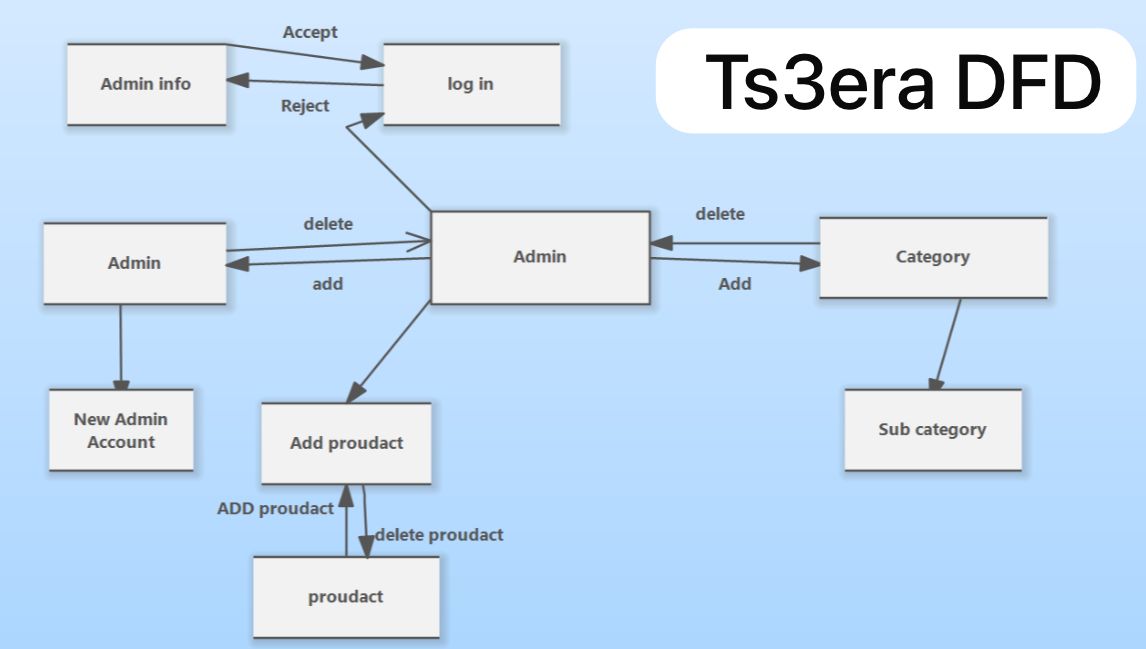 Ts3era DFD
Accept
Admin info
log in
Reject
delete
delete
Admin
Admin
Category
add
Add
New Admin
Account
Add proudact
Sub category
ADD proudact
delete proudact
proudact